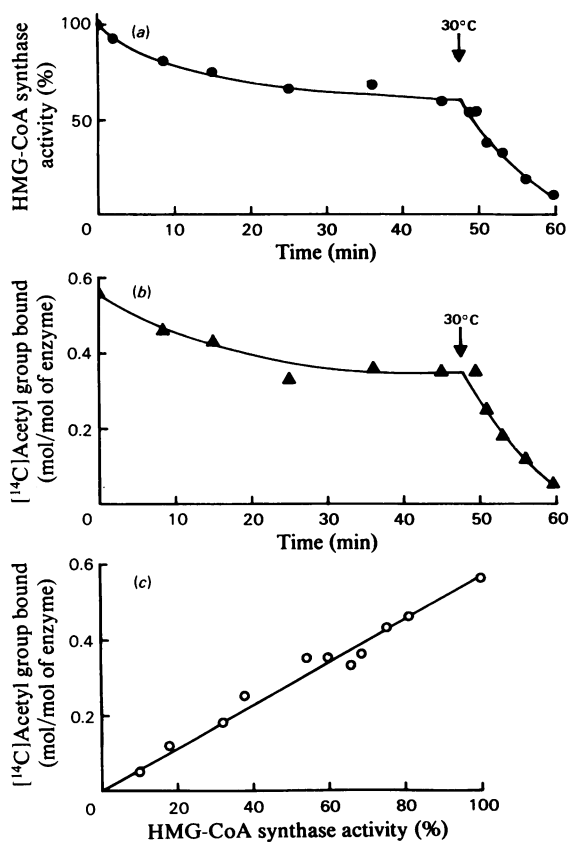 (a)
30°C
HMG-CoA synthase
activity (%)
100
50
0 10 20 30 40 50 60
Time (min)
(b)
30°C
[¹⁴C]Acetyl group bound
(mol/mol of enzyme)
0.6
0.4
0.2
0 10 20 30 40 50 60
Time (min)
(c)
[¹⁴C]Acetyl group bound
(mol/mol of enzyme)
0.6
0.4
0.2
0 20 40 60 80 100
HMG-CoA synthase activity (%)